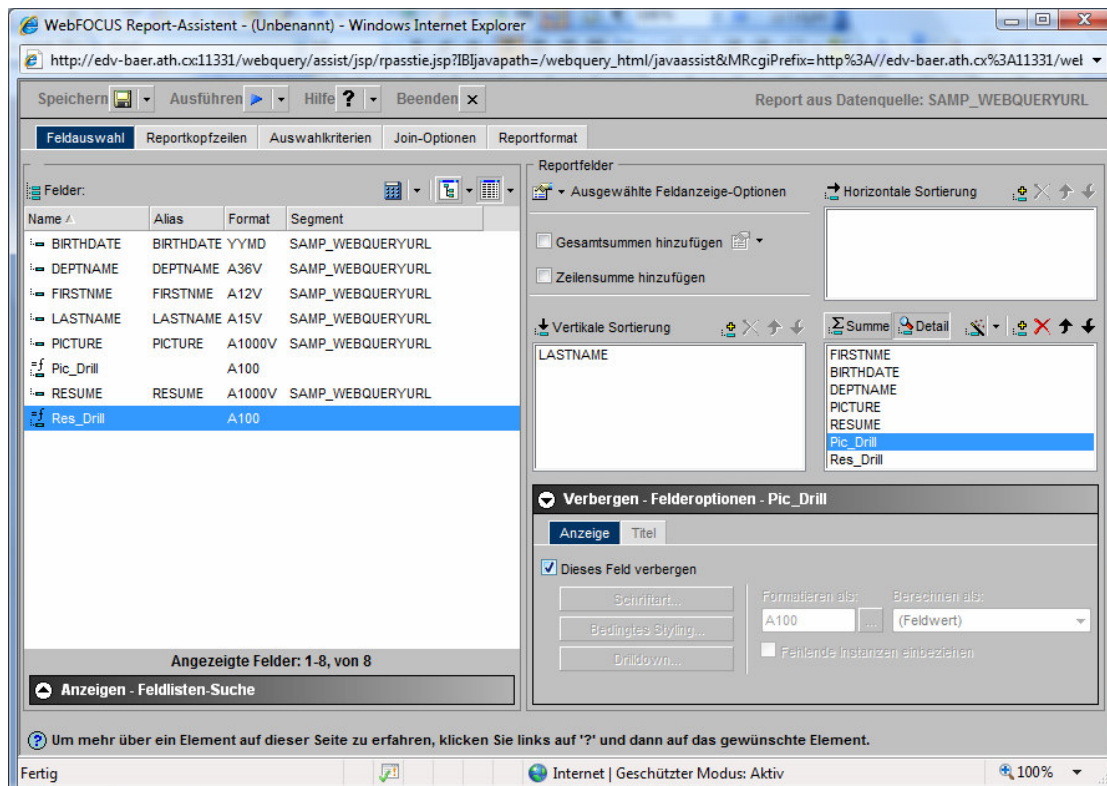 WebFOCUS Report-Assistent - (Unbenannt) - Windows Internet Explorer
http://edv-baer.ath.cx:11331/webquery/assist/jsp/rpasstie.jsp?IBIjavapath=/webquery_html/javaassist&MRcgiPrefix=http%3A//edv-baer.ath.cx%3A11331/wel
Speichern Ausführen Hilfe ? Beenden x Report aus Datenquelle: SAMP_WEBQUERYURL
Feldauswahl Reportkopfzeilen Auswahlkriterien Join-Optionen Reportformat
Felder:
Name Alias Format Segment
BIRTHDATE BIRTHDATE YYMD SAMP_WEBQUERYURL
DEPTNAME DEPTNAME A36V SAMP_WEBQUERYURL
FIRSTNME FIRSTNME A12V SAMP_WEBQUERYURL
LASTNAME LASTNAME A15V SAMP_WEBQUERYURL
PICTURE PICTURE A1000V SAMP_WEBQUERYURL
Pic_Drill A100
RESUME RESUME A1000V SAMP_WEBQUERYURL
Res_Drill A100
Angezeigte Felder: 1-8, von 8
Anzeigen - Feldlisten-Suche
Reportfelder
Ausgewählte Feldanzeige-Optionen
Gesamtsummen hinzufügen
Zeilensumme hinzufügen
Horizontale Sortierung
Vertikale Sortierung
LASTNAME
Summe Detail
FIRSTNME
BIRTHDATE
DEPTNAME
PICTURE
RESUME
Pic_Drill
Res_Drill
Verbergen - Felderoptionen - Pic_Drill
Anzeige Titel
Dieses Feld verbergen
Schriftart...
Bedingtes Styling...
Drilldown...
Formatieren als: Berechnen als:
A100 ... (Feldwert)
Fehlende Instanzen einbeziehen
Um mehr über ein Element auf dieser Seite zu erfahren, klicken Sie links auf '?' und dann auf das gewünschte Element.
Fertig Internet | Geschützter Modus: Aktiv 100%